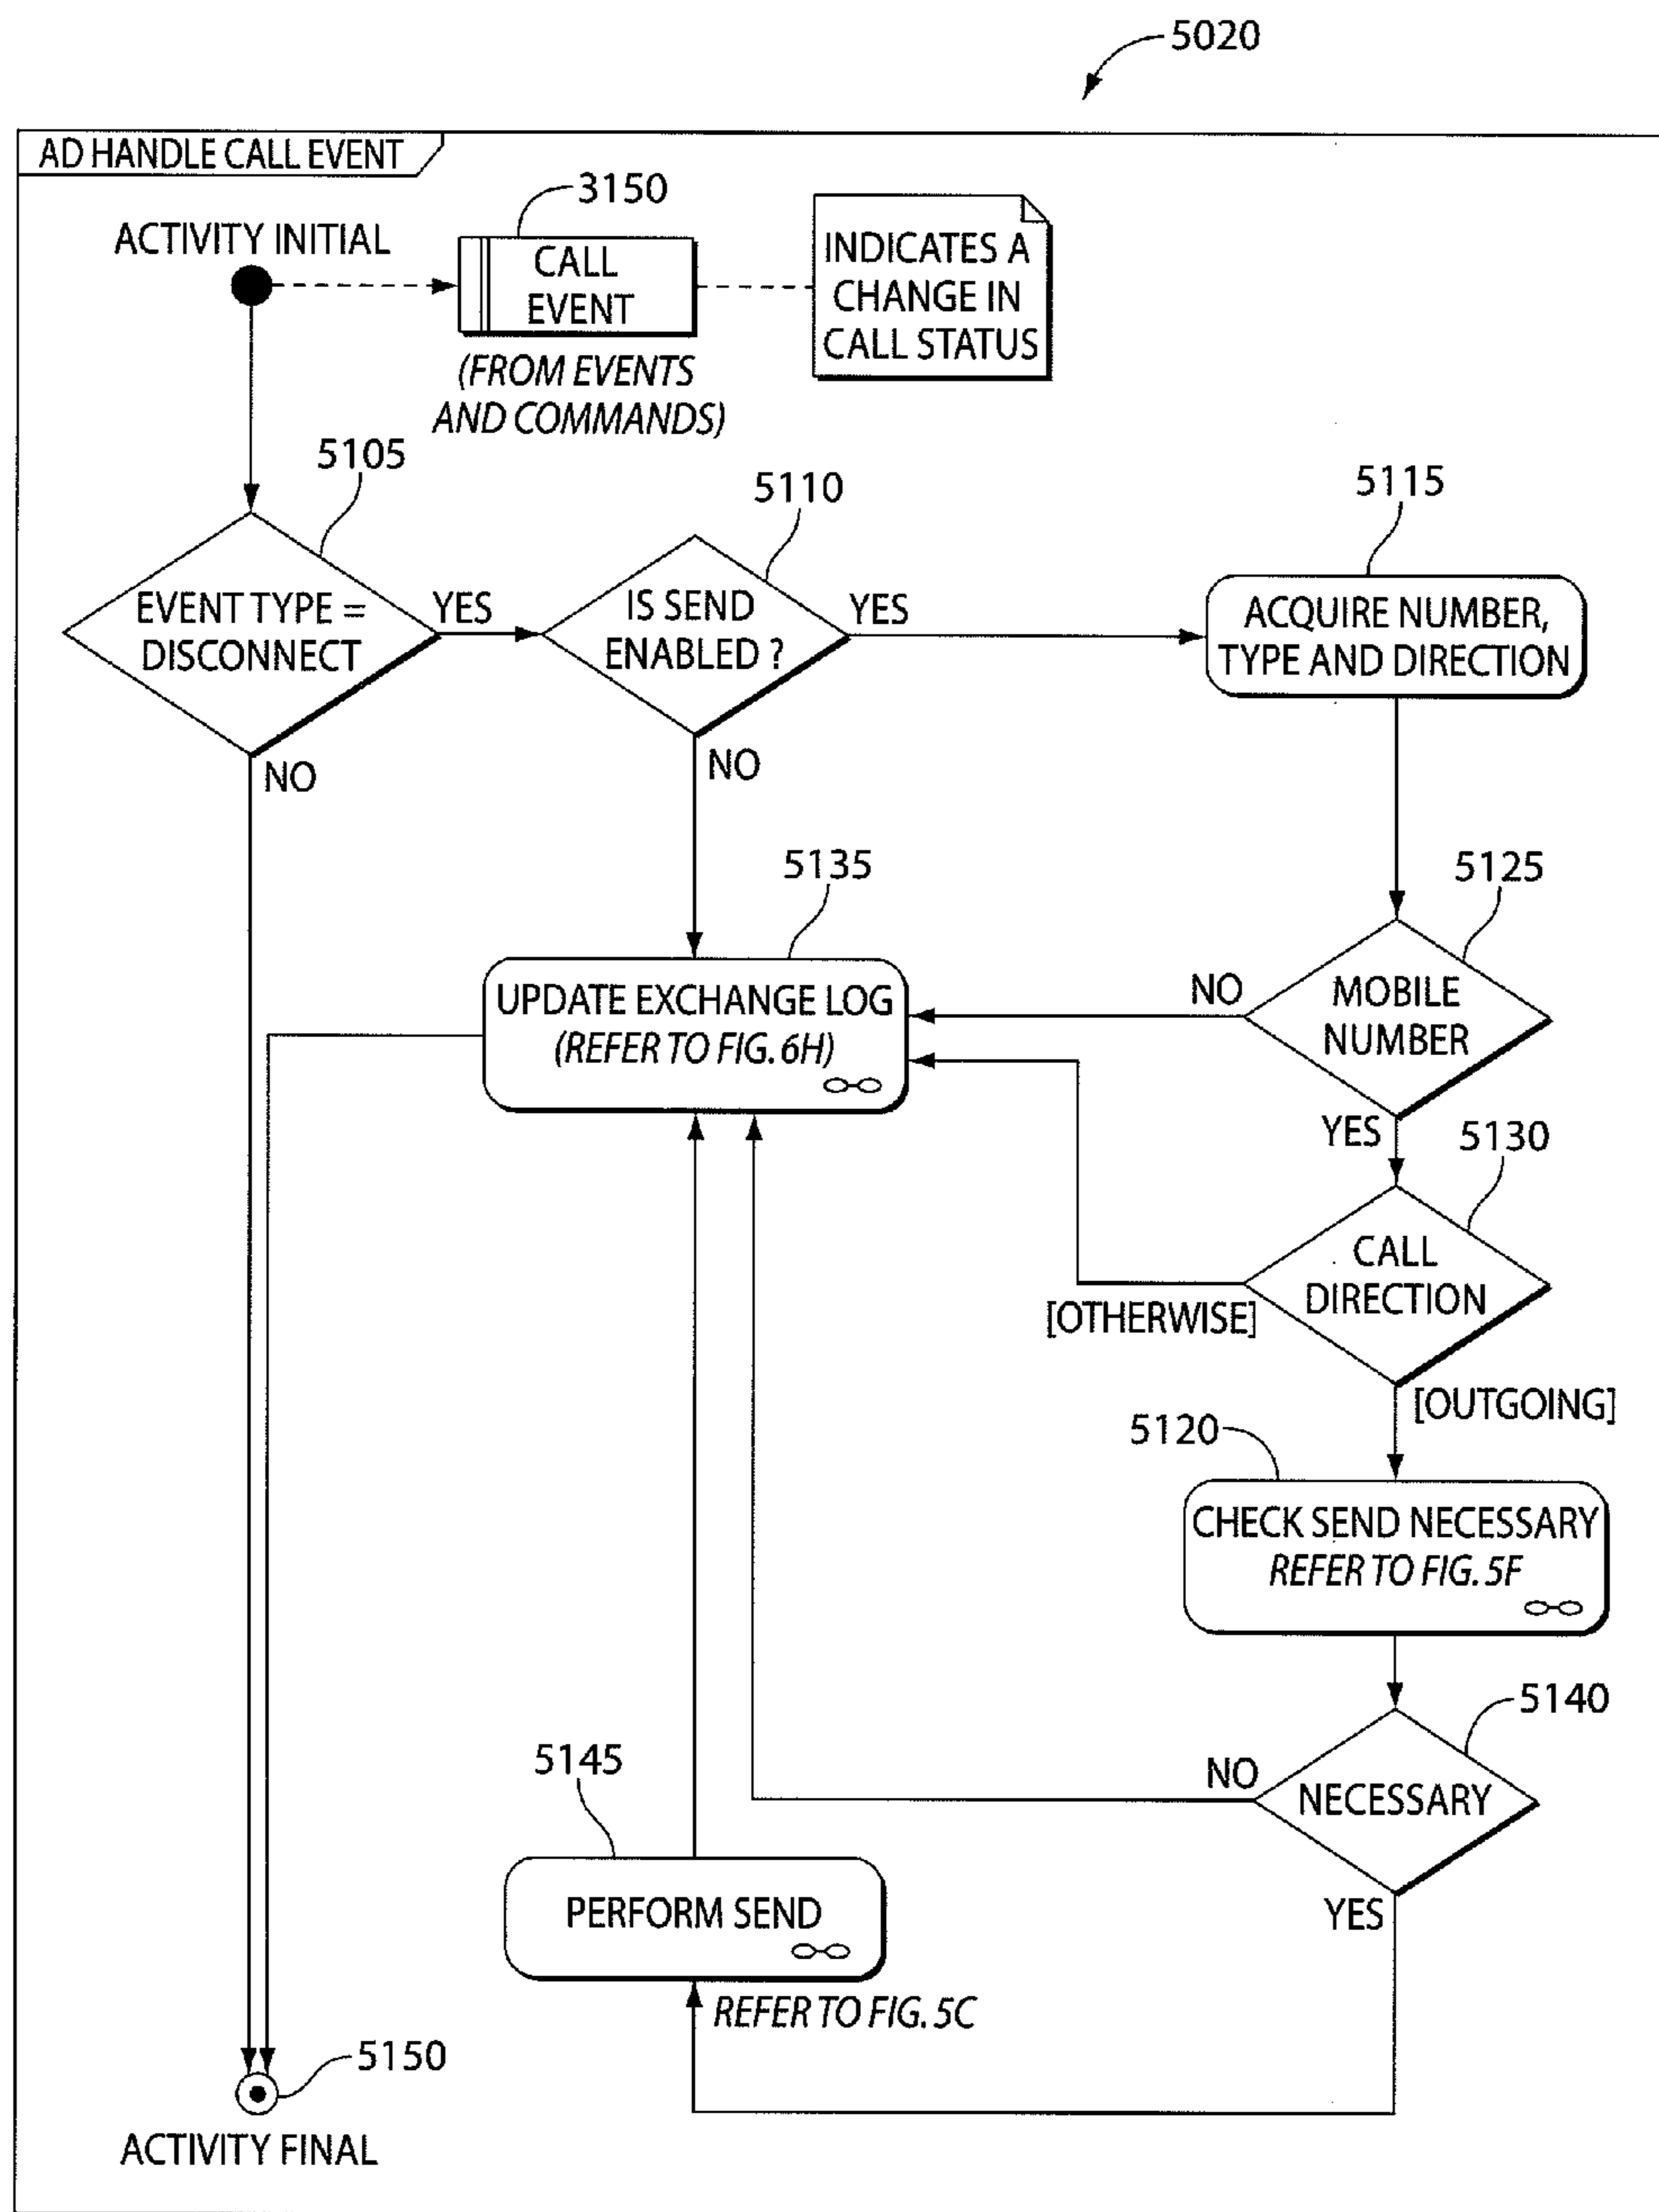 5020
AD HANDLE CALL EVENT
3150
ACTIVITY INITIAL
CALL
EVENT
INDICATES A
CHANGE IN
CALL STATUS
(FROM EVENTS
AND COMMANDS)
5105
5110
5115
EVENT TYPE =
DISCONNECT
YES
IS SEND
ENABLED ?
YES
ACQUIRE NUMBER,
TYPE AND DIRECTION
NO
NO
5135
5125
UPDATE EXCHANGE LOG
(REFER TO FIG. 6H)
NO
MOBILE
NUMBER
YES
5130
CALL
DIRECTION
[OTHERWISE]
[OUTGOING]
5120
CHECK SEND NECESSARY
REFER TO FIG. 5F
5140
5145
NO
NECESSARY
PERFORM SEND
YES
REFER TO FIG. 5C
5150
ACTIVITY FINAL